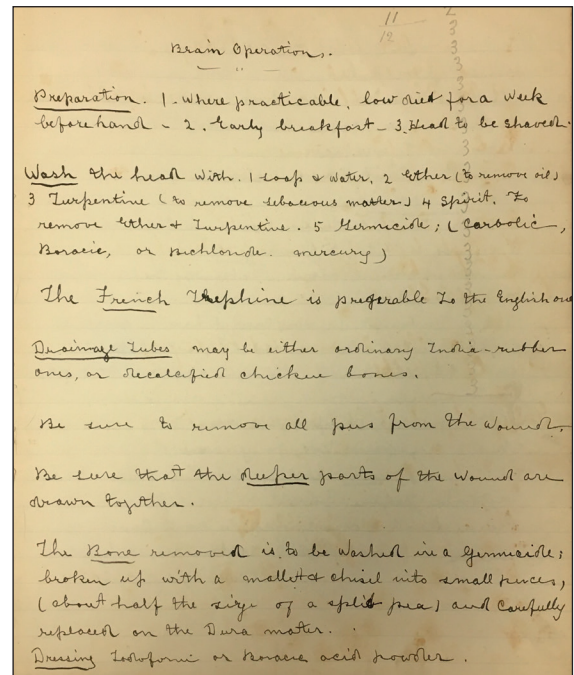 11
12
2
3
3
3
3
Brain Operations.
Preparation. 1. Where practicable, low diet for a week
beforehand - 2. Early breakfast - 3. Head to be shaved.
Wash the head with. 1 soap & water. 2 Ether (to remove oil)
3 Turpentine (to remove sebaceous matter) 4 Spirit. To
remove Ether & Turpentine. 5 Germicide; (Carbolic,
Boracic, or Bichloride. mercury)
The French Trephine is preferable to the English one
Drainage Tubes may be either ordinary India-rubber
ones, or decalcified chicken bones.
Be sure to remove all pus from the wound.
Be sure that the deeper parts of the wound are
drawn together.
The Bone removed is to be washed in a Germicide;
broken up with a mallet & chisel into small pieces,
(about half the size of a split pea) and carefully
replaced on the Dura mater.
Dressing Iodoform or Boracic acid powder.